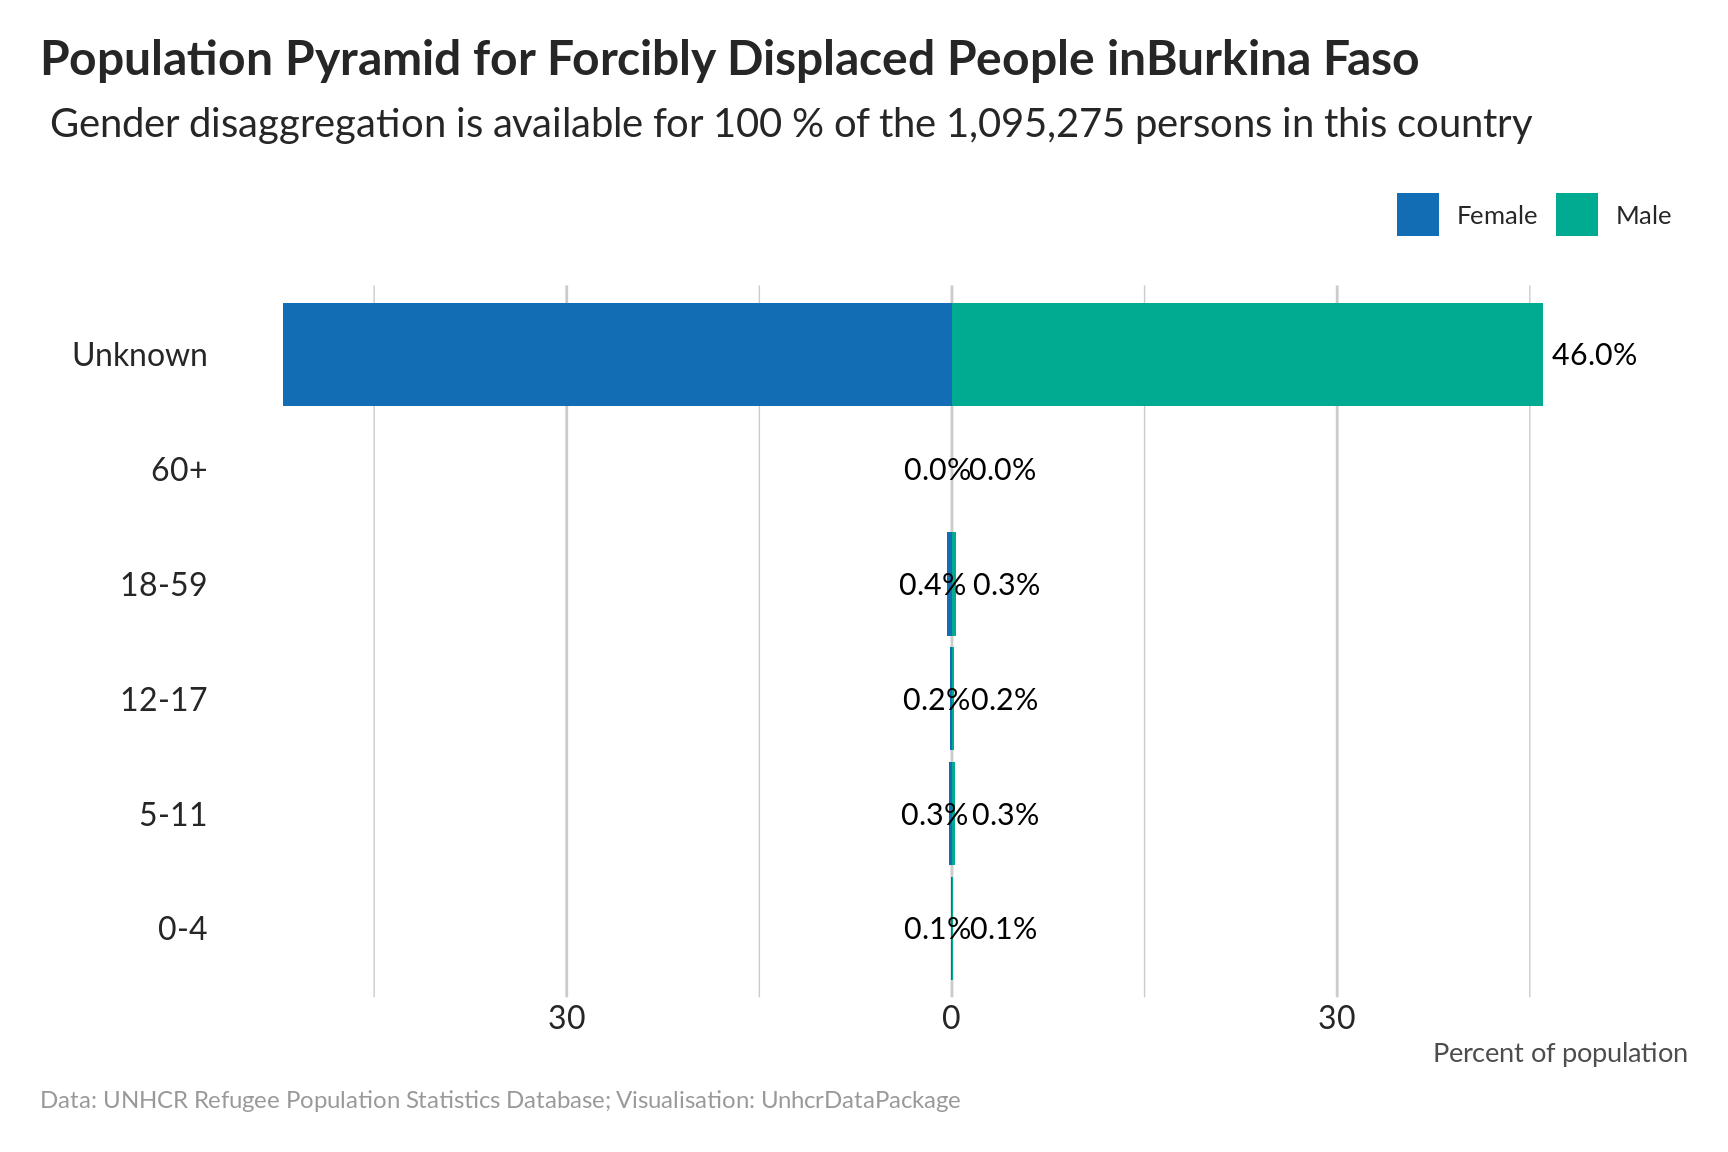 Population Pyramid for Forcibly Displaced People inBurkina Faso
Gender disaggregation is available for 100 % of the 1,095,275 persons in this country
Female Male
Unknown 46.0%
60+ 0.0% 0.0%
18-59 0.4% 0.3%
12-17 0.2% 0.2%
5-11 0.3% 0.3%
0-4 0.1% 0.1%
30 0 30
Percent of population
Data: UNHCR Refugee Population Statistics Database; Visualisation: UnhcrDataPackage